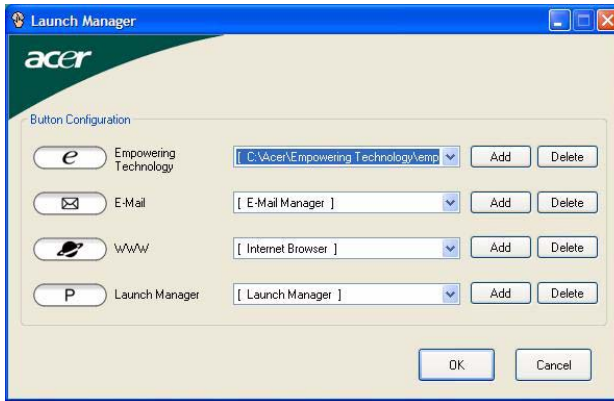 Launch Manager
acer
Button Configuration
e Empowering Technology [ C:\Acer\Empowering Technology\emp Add Delete
E-Mail [ E-Mail Manager ] Add Delete
WWW [ Internet Browser ] Add Delete
P Launch Manager [ Launch Manager ] Add Delete
OK Cancel